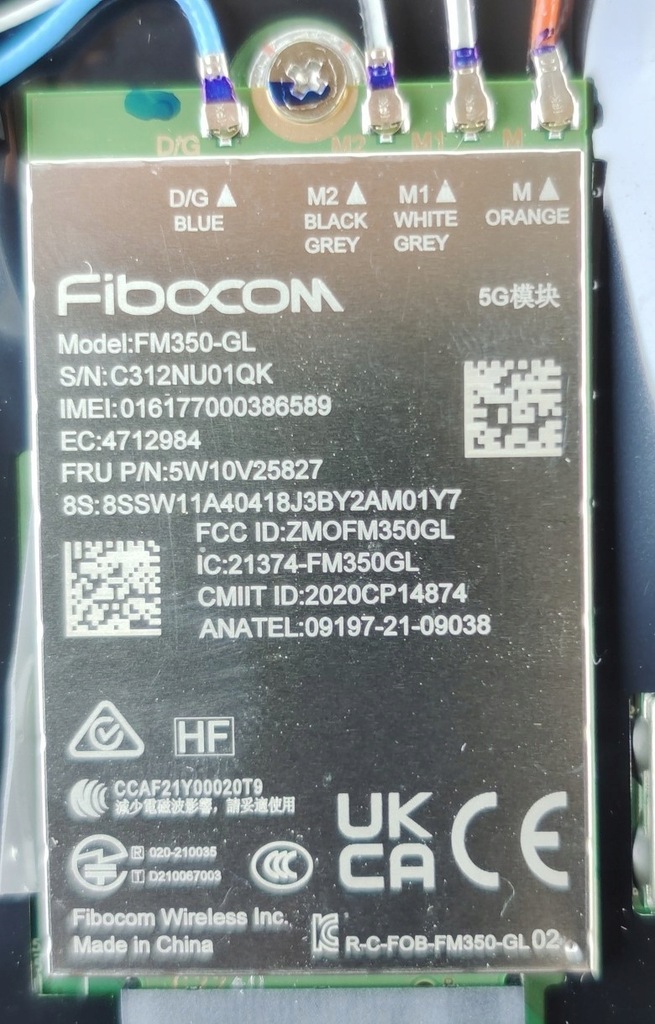 D/G M2 M1 M
D/G M2 M1 M
BLUE BLACK WHITE ORANGE
GREY GREY
Fibocom
5G模块
Model:FM350-GL
S/N:C312NU01QK
IMEI:016177000386589
EC:4712984
FRU P/N:5W10V25827
8S:8SSW11A40418J3BY2AM01Y7
FCC ID:ZMOFM350GL
IC:21374-FM350GL
CMIIT ID:2020CP14874
ANATEL:09197-21-09038
HF
CCAF21Y00020T9
減少電磁波影響，請妥適使用
UK
CA
CE
R 020-210035
T D210067003
CCC
Fibocom Wireless Inc.
Made in China
R-C-FOB-FM350-GL 02